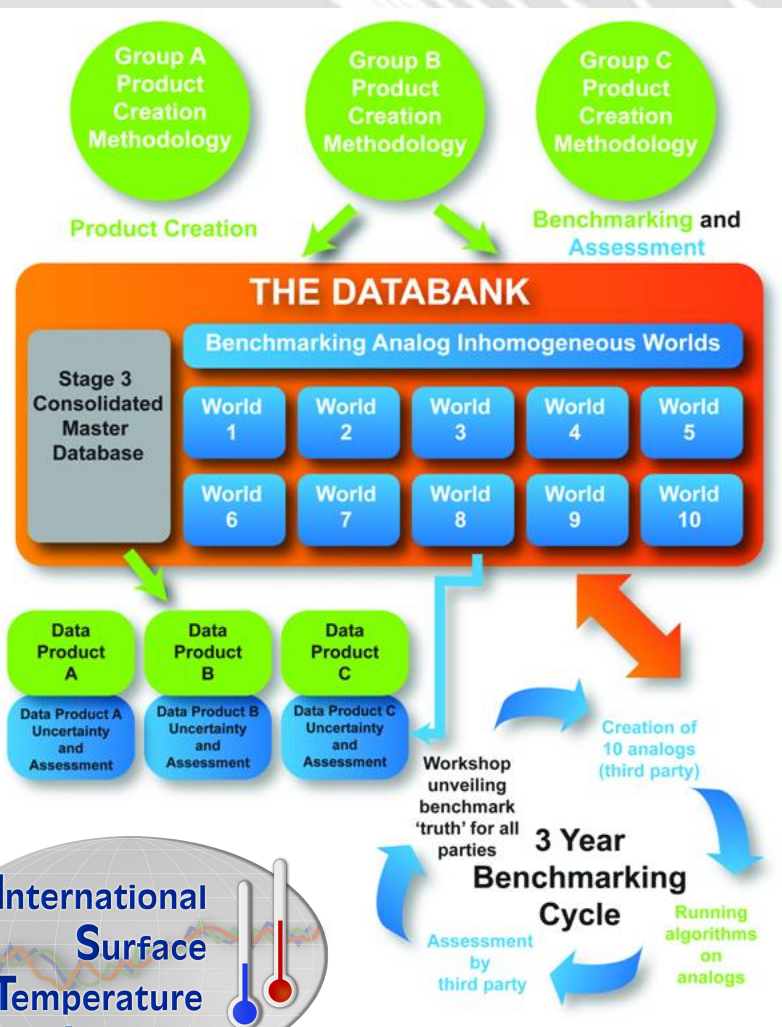 Group A
Product
Creation
Methodology
Group B
Product
Creation
Methodology
Group C
Product
Creation
Methodology
Product Creation
Benchmarking and
Assessment
THE DATABANK
Stage 3
Consolidated
Master
Database
Benchmarking Analog Inhomogeneous Worlds
World
1
World
2
World
3
World
4
World
5
World
6
World
7
World
8
World
9
World
10
Data
Product
A
Data
Product
B
Data
Product
C
Data Product A
Uncertainty
and
Assessment
Data Product B
Uncertainty
and
Assessment
Data Product C
Uncertainty
and
Assessment
Workshop
unveiling
benchmark
'truth' for all
parties
Creation of
10 analogs
(third party)
3 Year
Benchmarking
Cycle
Running
algorithms
on
analogs
Assessment
by
third party
International
Surface
Temperature